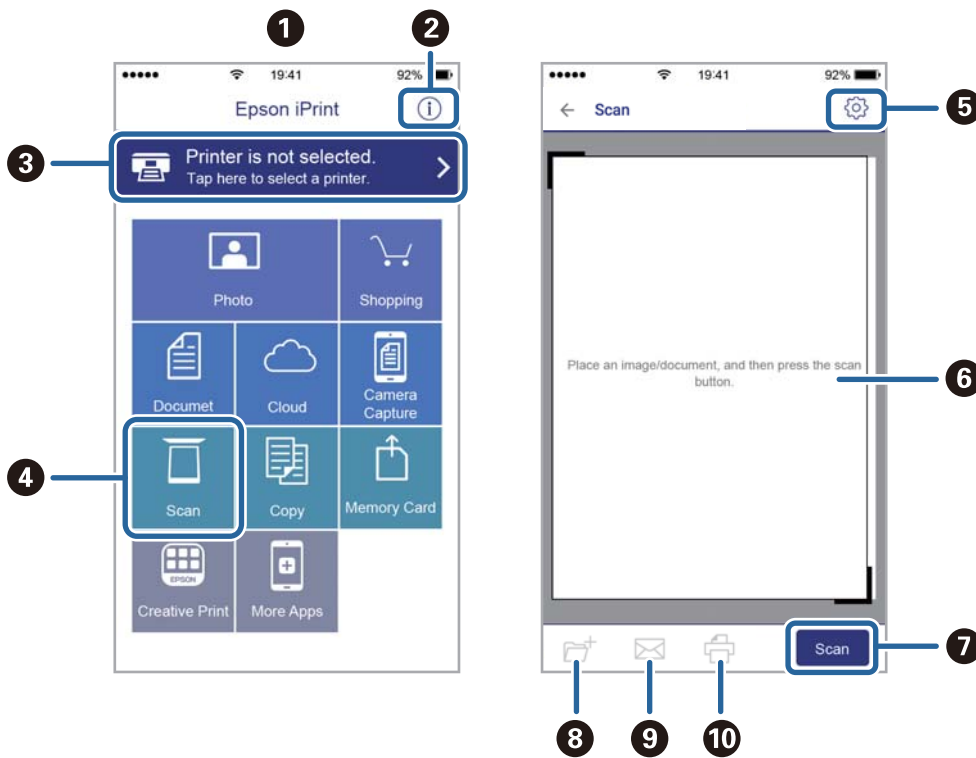 1
2
19:41
92%
Epson iPrint
i
3
Printer is not selected.
Tap here to select a printer.
Photo
Shopping
Documet
Cloud
Camera
Capture
4
Scan
Copy
Memory Card
EPSON
Creative Print
More Apps
19:41
92%
Scan
5
Place an image/document, and then press the scan
button.
6
Scan
7
8
9
10